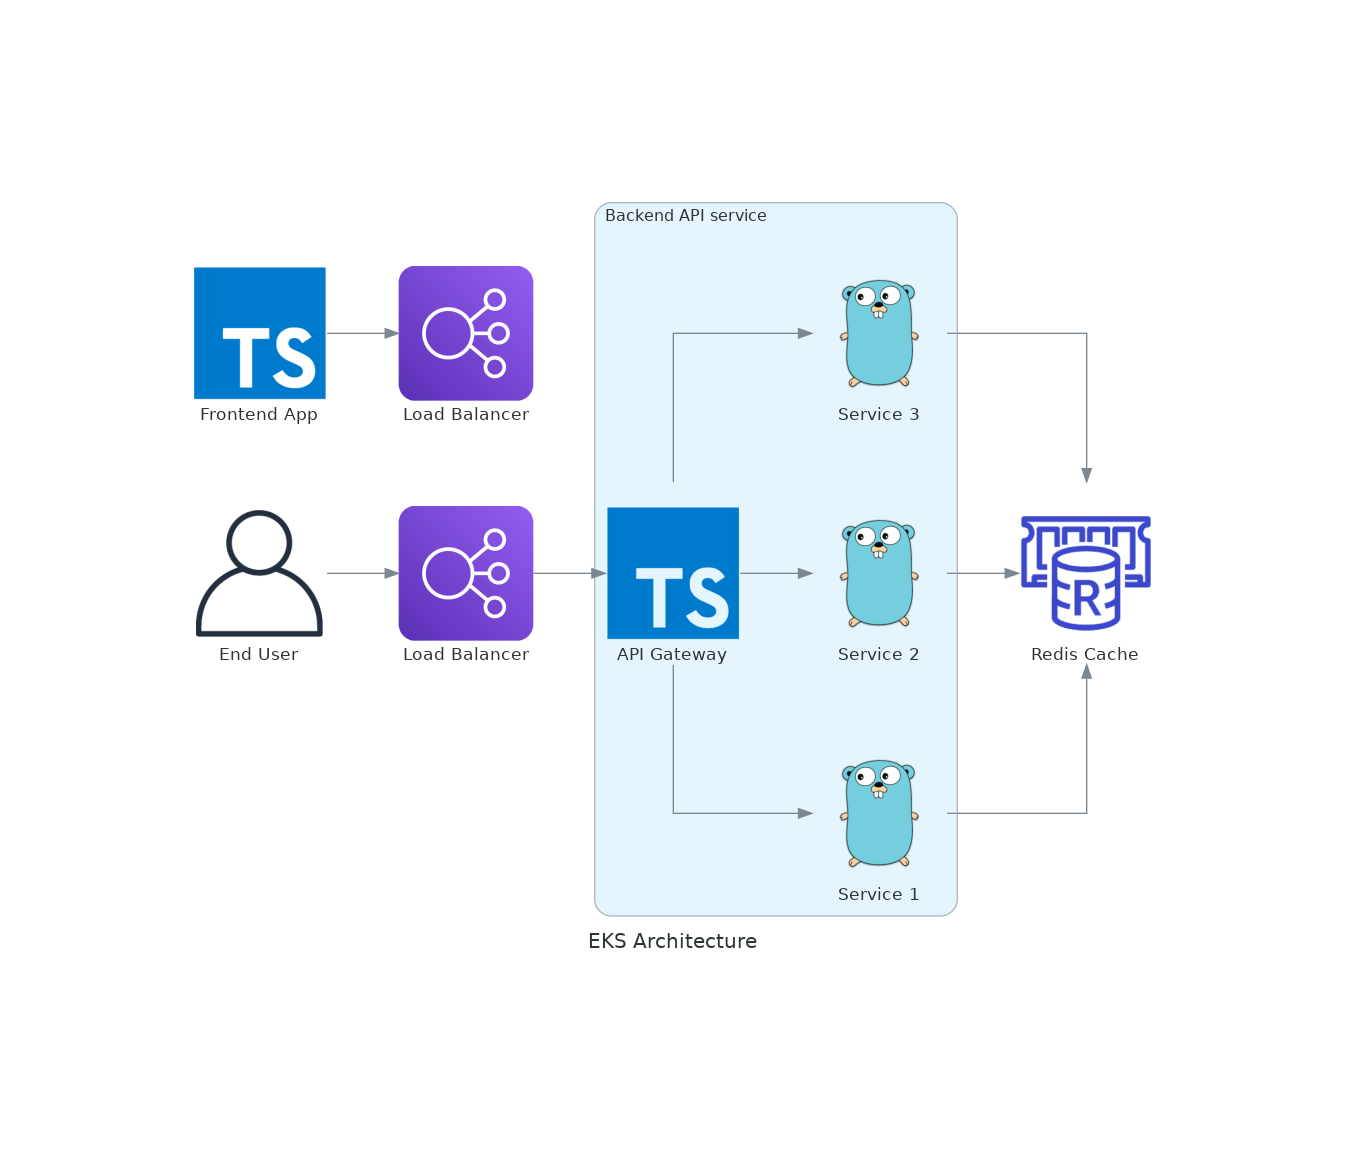 Backend API service
TS
Frontend App
Load Balancer
Service 3
TS
R
End User
Load Balancer
API Gateway
Service 2
Redis Cache
Service 1
EKS Architecture